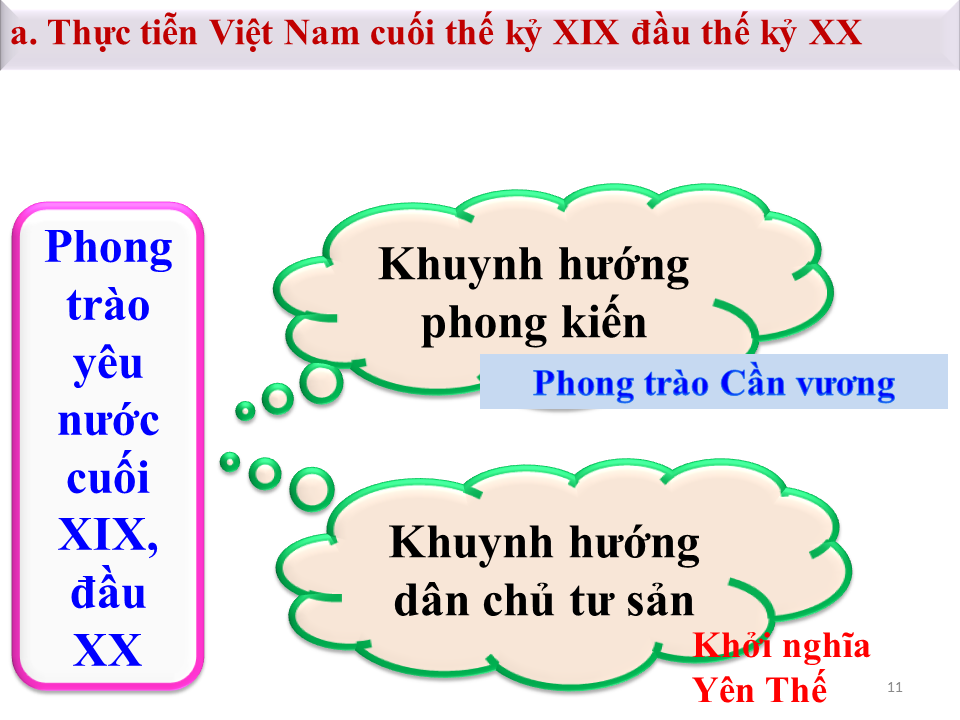 a. Thực tiễn Việt Nam cuối thế kỷ XIX đầu thế kỷ XX
Phong
trào
yêu
nước
cuối
XIX,
đầu
XX
Khuynh hướng
phong kiến
Phong trào Cần vương
Khuynh hướng
dân chủ tư sản
Khởi nghĩa
Yên Thế
11